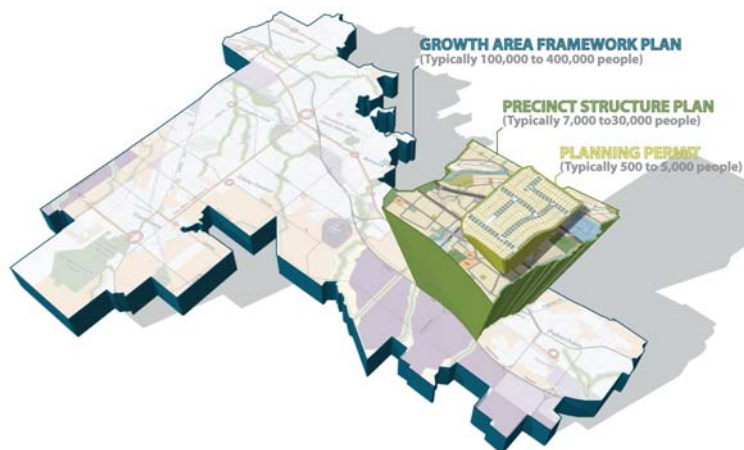 GROWTH AREA FRAMEWORK PLAN
(Typically 100,000 to 400,000 people)
PRECINCT STRUCTURE PLAN
(Typically 7,000 to30,000 people)
PLANNING PERMIT
(Typically 500 to 5,000 people)
Pakenham